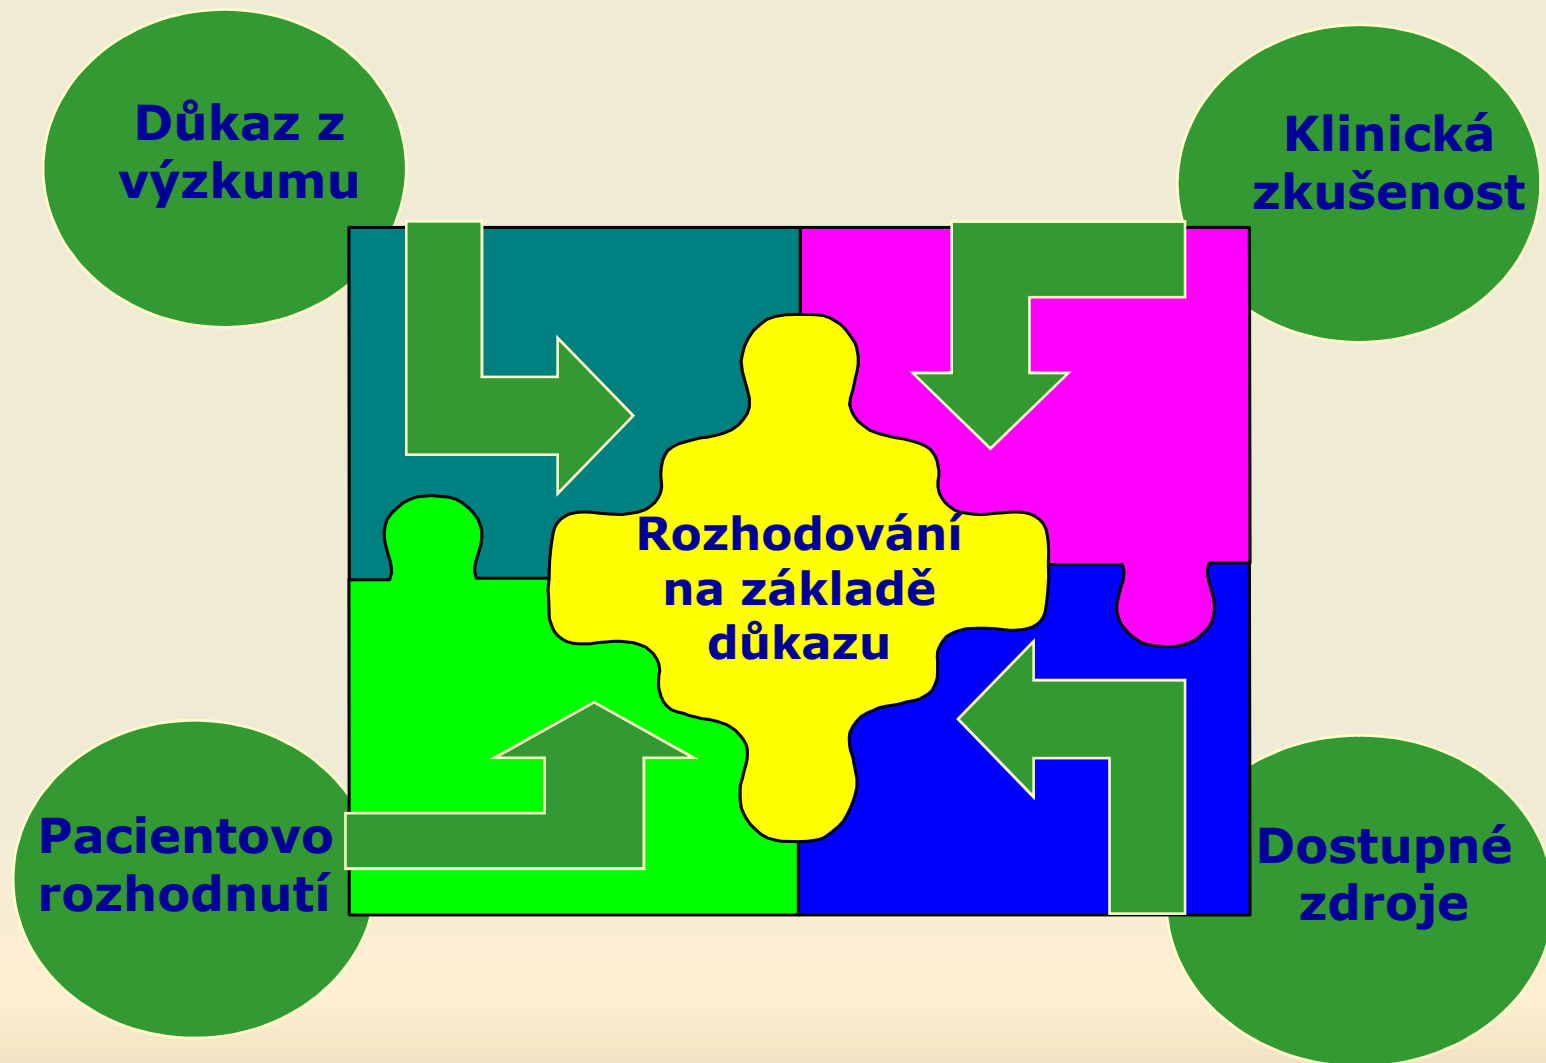 Důkaz z
výzkumu
Klinická
zkušenost
Rozhodování
na základě
důkazu
Pacientovo
rozhodnutí
Dostupné
zdroje